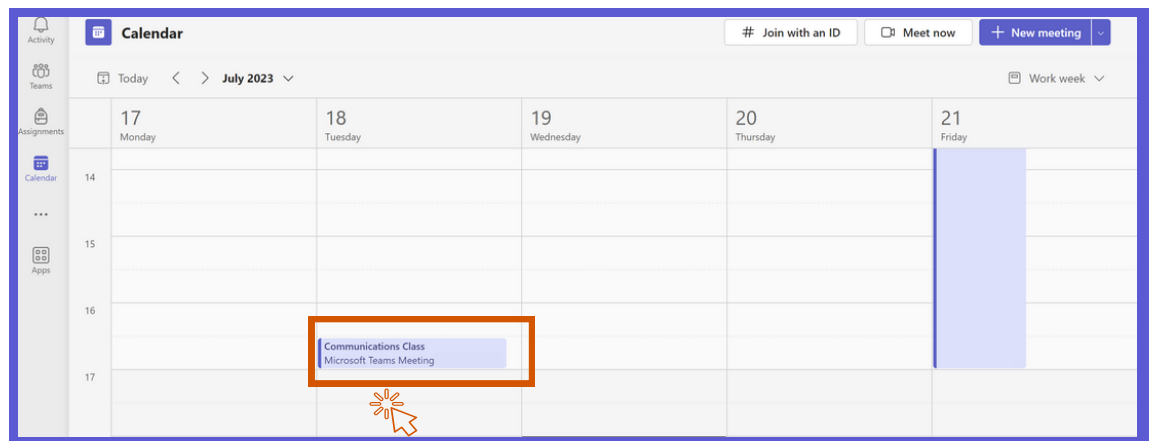 Activity
Teams
Assignments
Calendar
Apps
Calendar
# Join with an ID
Meet now
+ New meeting
Today
July 2023
Work week
17
Monday
18
Tuesday
19
Wednesday
20
Thursday
21
Friday
14
15
16
17
Communications Class
Microsoft Teams Meeting